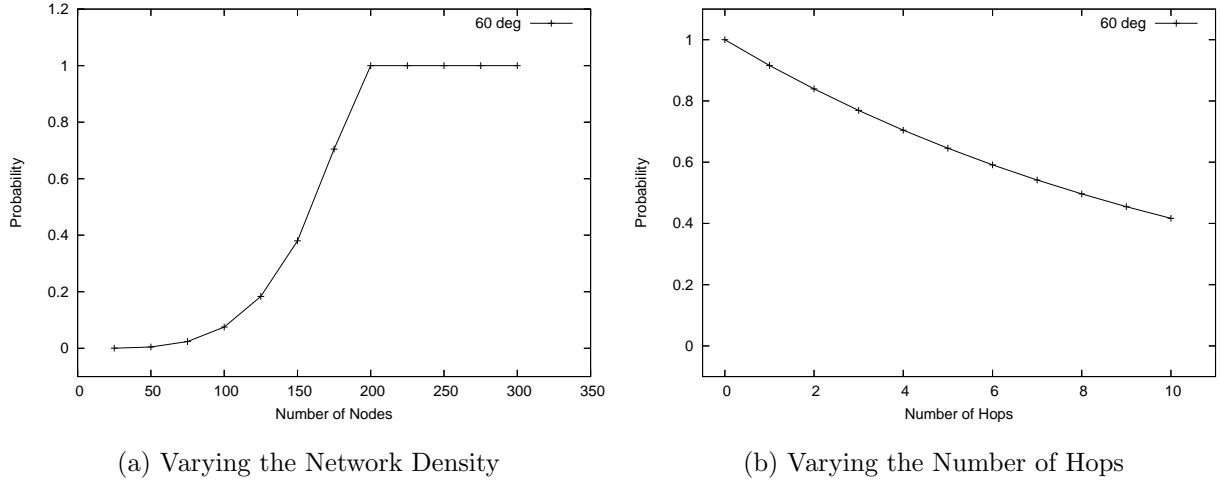 1.2
1
0.8
0.6
0.4
0.2
0
Probability
60 deg
0 50 100 150 200 250 300 350
Number of Nodes
(a) Varying the Network Density
1
0.8
0.6
0.4
0.2
0
Probability
60 deg
0 2 4 6 8 10
Number of Hops
(b) Varying the Number of Hops